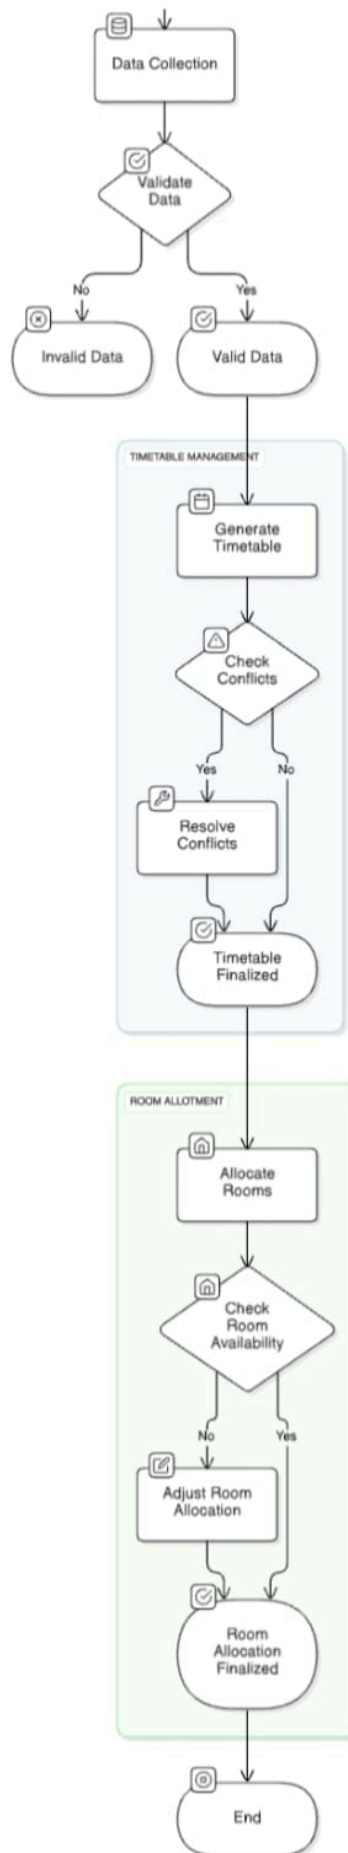 Data Collection
Validate
Data
No
Yes
Invalid Data
Valid Data
TIMETABLE MANAGEMENT
Generate
Timetable
Check
Conflicts
Yes
No
Resolve
Conflicts
Timetable
Finalized
ROOM ALLOTMENT
Allocate
Rooms
Check
Room
Availability
No
Yes
Adjust Room
Allocation
Room
Allocation
Finalized
End